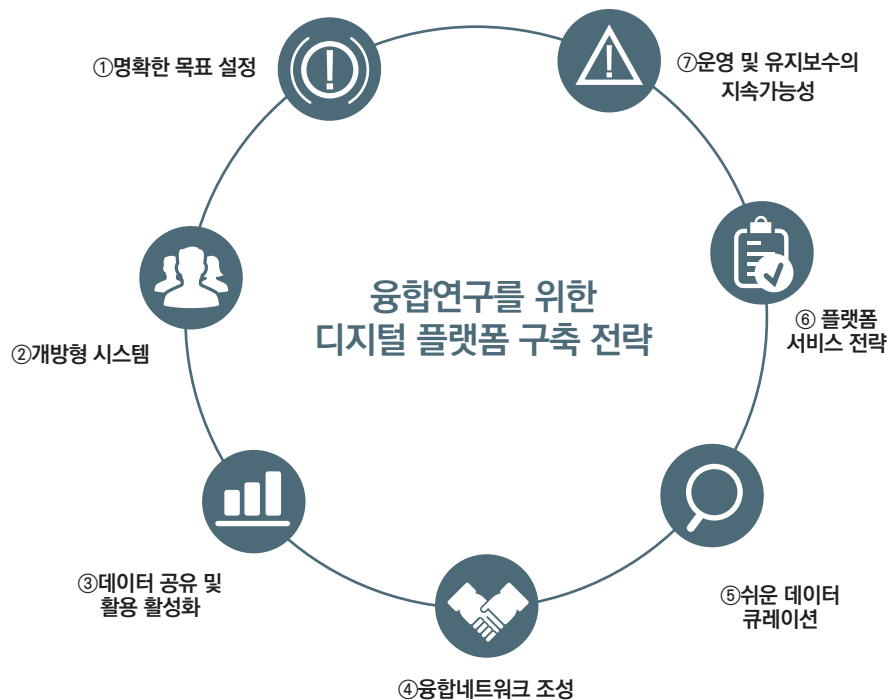 융합연구를 위한
디지털 플랫폼 구축 전략
①명확한 목표 설정
②개방형 시스템
③데이터 공유 및
활용 활성화
④융합네트워크 조성
⑤쉬운 데이터
큐레이션
⑥ 플랫폼
서비스 전략
⑦운영 및 유지보수의
지속가능성